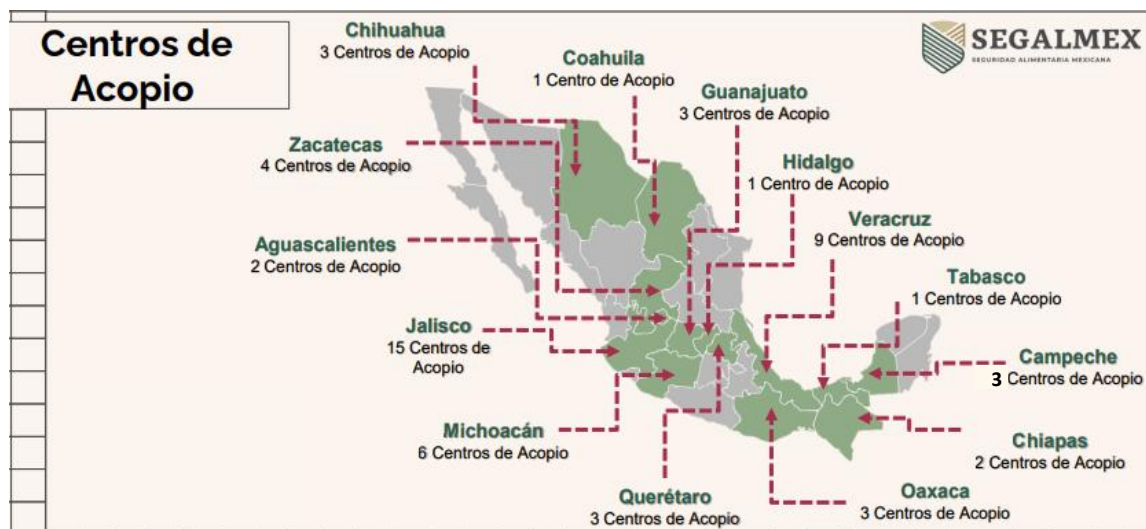 Centros de
Acopio
Chihuahua
3 Centros de Acopio
Coahuila
1 Centro de Acopio
Guanajuato
3 Centros de Acopio
SEGALMEX
SEGURIDAD ALIMENTARIA MEXICANA
Zacatecas
4 Centros de Acopio
Hidalgo
1 Centro de Acopio
Veracruz
9 Centros de Acopio
Aguascalientes
2 Centros de Acopio
Tabasco
1 Centros de Acopio
Jalisco
15 Centros de
Acopio
Campeche
3 Centros de Acopio
Michoacán
6 Centros de Acopio
Chiapas
2 Centros de Acopio
Querétaro
3 Centros de Acopio
Oaxaca
3 Centros de Acopio